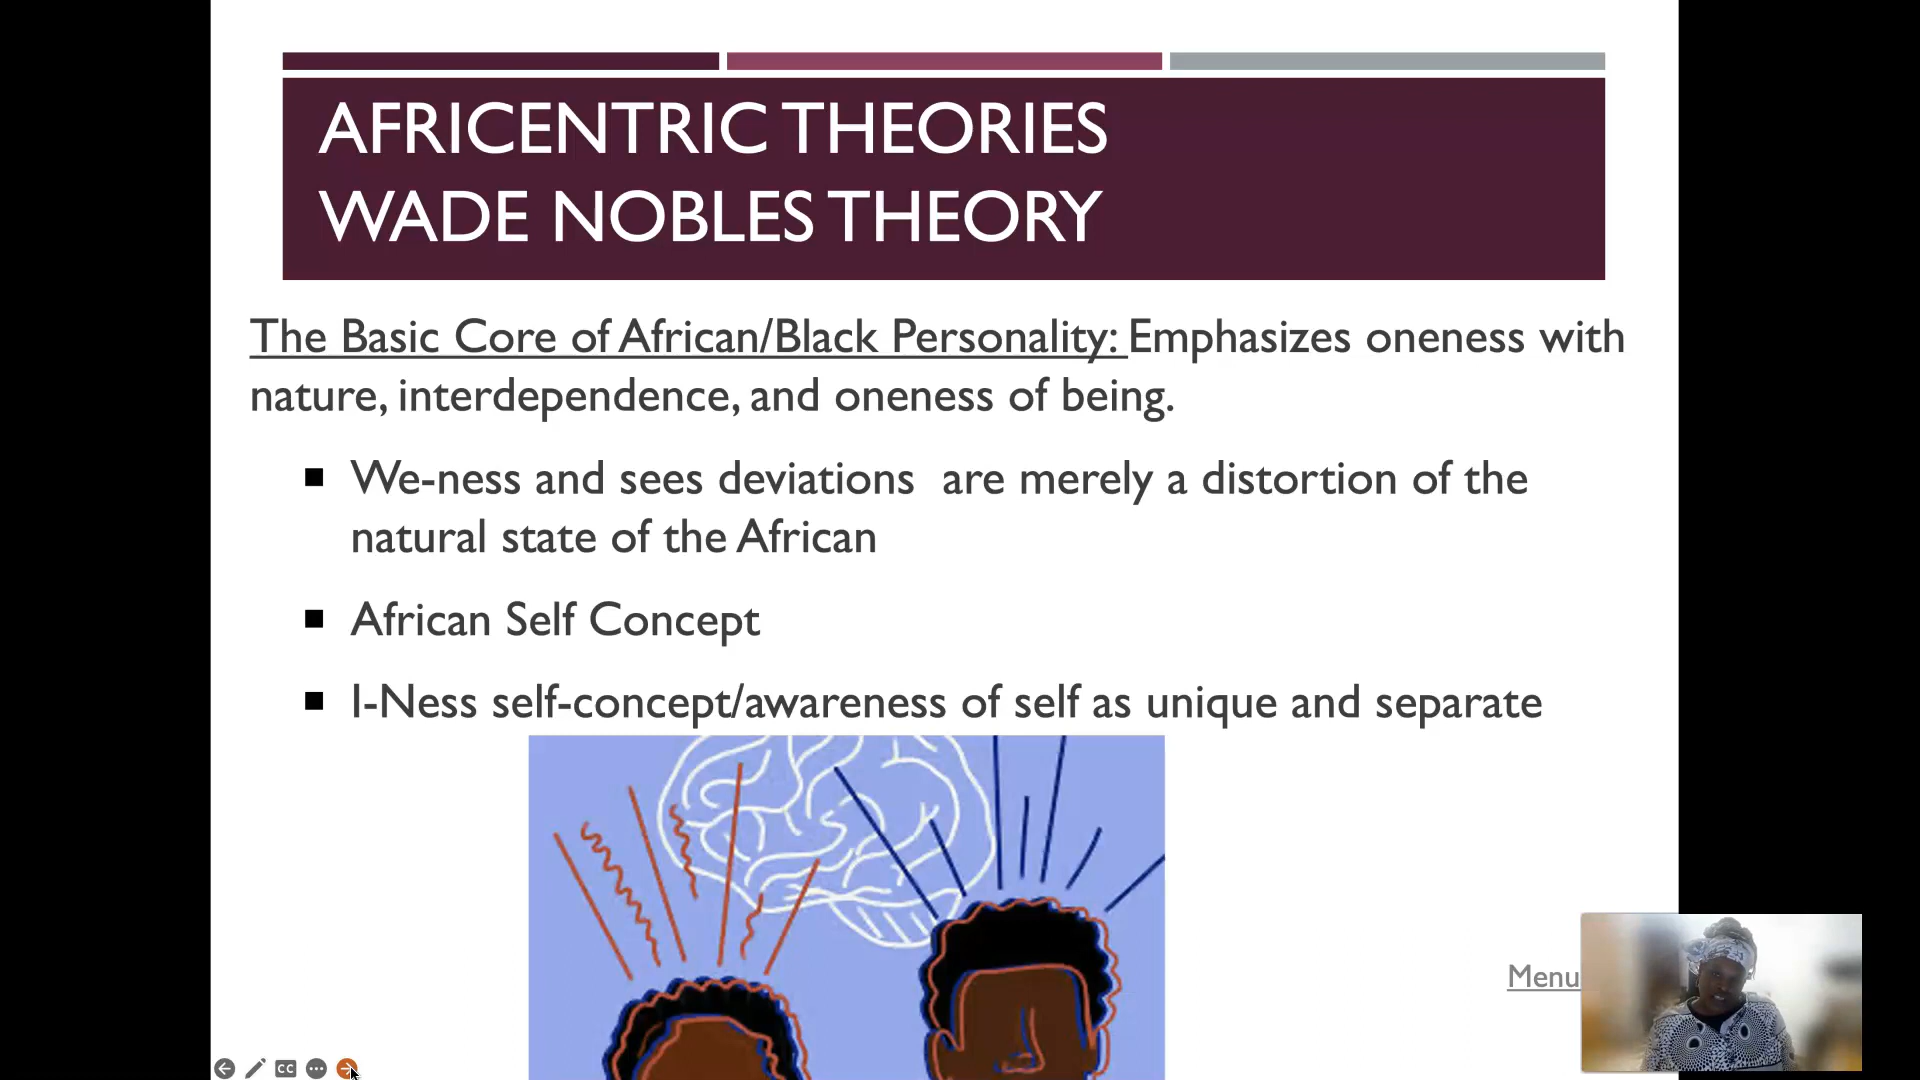 AFRICENTRIC THEORIES
WADE NOBLES THEORY
The Basic Core of African/Black Personality: Emphasizes oneness with
nature, interdependence, and oneness of being.
We-ness and sees deviations  are merely a distortion of the
natural state of the African
African Self Concept
I-Ness self-concept/awareness of self as unique and separate
Menu
CC